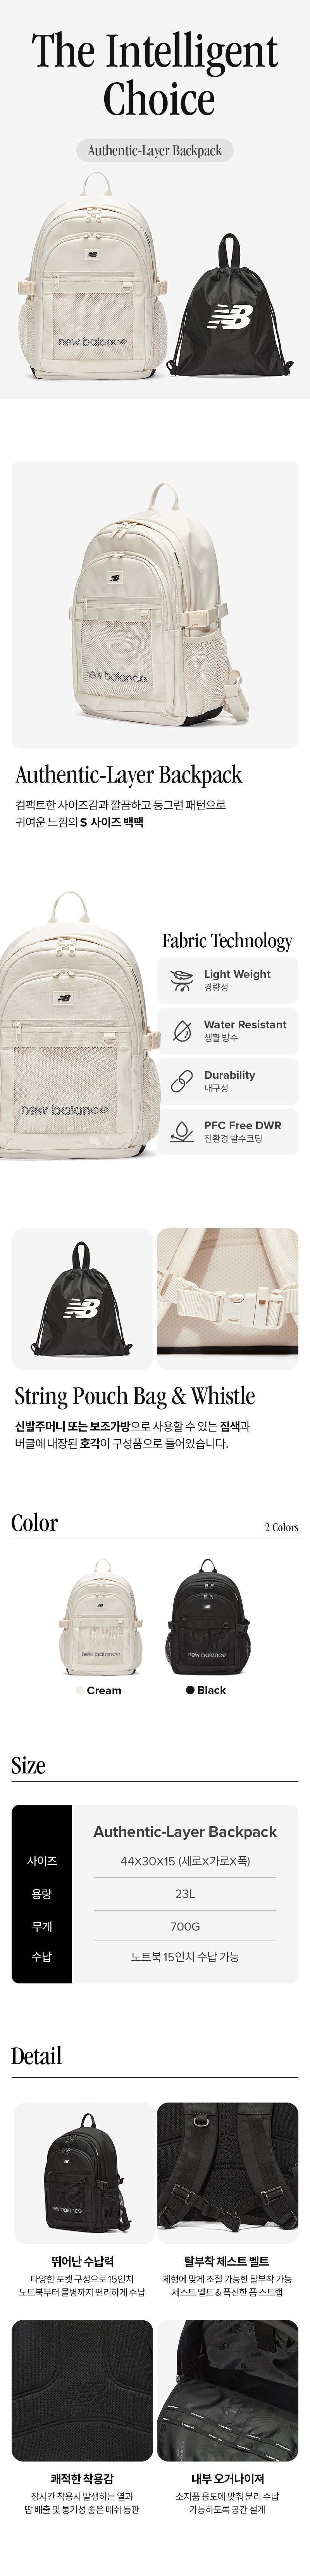 The Intelligent
Choice
Authentic-Layer Backpack
NB
new balance
NB
NB
new balance
Authentic-Layer Backpack
컴팩트한 사이즈감과 깔끔하고 둥그런 패턴으로
귀여운 느낌의 S 사이즈 백팩
NB
new balance
Fabric Technology
Light Weight
경량성
Water Resistant
생활 방수
Durability
내구성
PFC Free DWR
친환경 발수코팅
NB
String Pouch Bag & Whistle
신발주머니 또는 보조가방으로 사용할 수 있는 짐색과
버클에 내장된 호각이 구성품으로 들어있습니다.
Color
2 Colors
new balance
new balance
Cream
Black
Size
Authentic-Layer Backpack
사이즈
44X30X15 (세로X가로X폭)
용량
23L
무게
700G
수납
노트북 15인치 수납 가능
Detail
new balance
뛰어난 수납력
다양한 포켓 구성으로 15인치
노트북부터 물병까지 편리하게 수납
탈부착 체스트 벨트
체형에 맞게 조절 가능한 탈부착 가능
체스트 벨트 & 폭신한 폼 스트랩
쾌적한 착용감
장시간 착용시 발생하는 열과
땀 배출 및 통기성 좋은 메쉬 등판
내부 오거나이져
소지품 용도에 맞춰 분리 수납
가능하도록 공간 설계